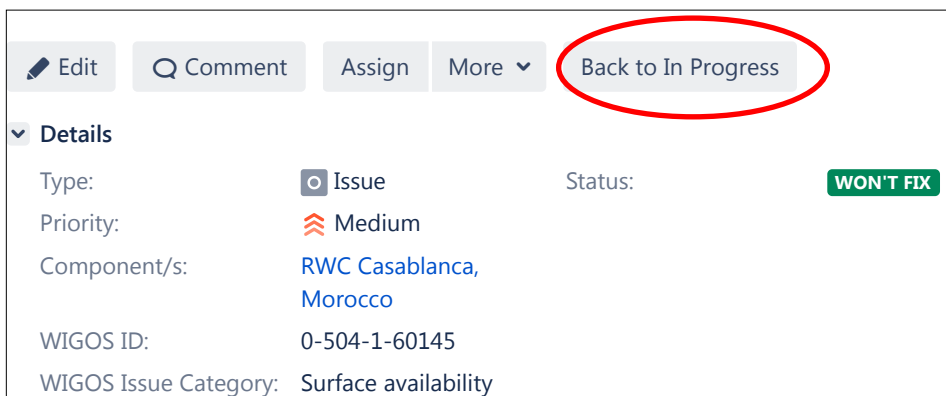 Edit Comment Assign More Back to In Progress
Details
Type: Issue Status: WON'T FIX
Priority: Medium
Component/s: RWC Casablanca,
Morocco
WIGOS ID: 0-504-1-60145
WIGOS Issue Category: Surface availability